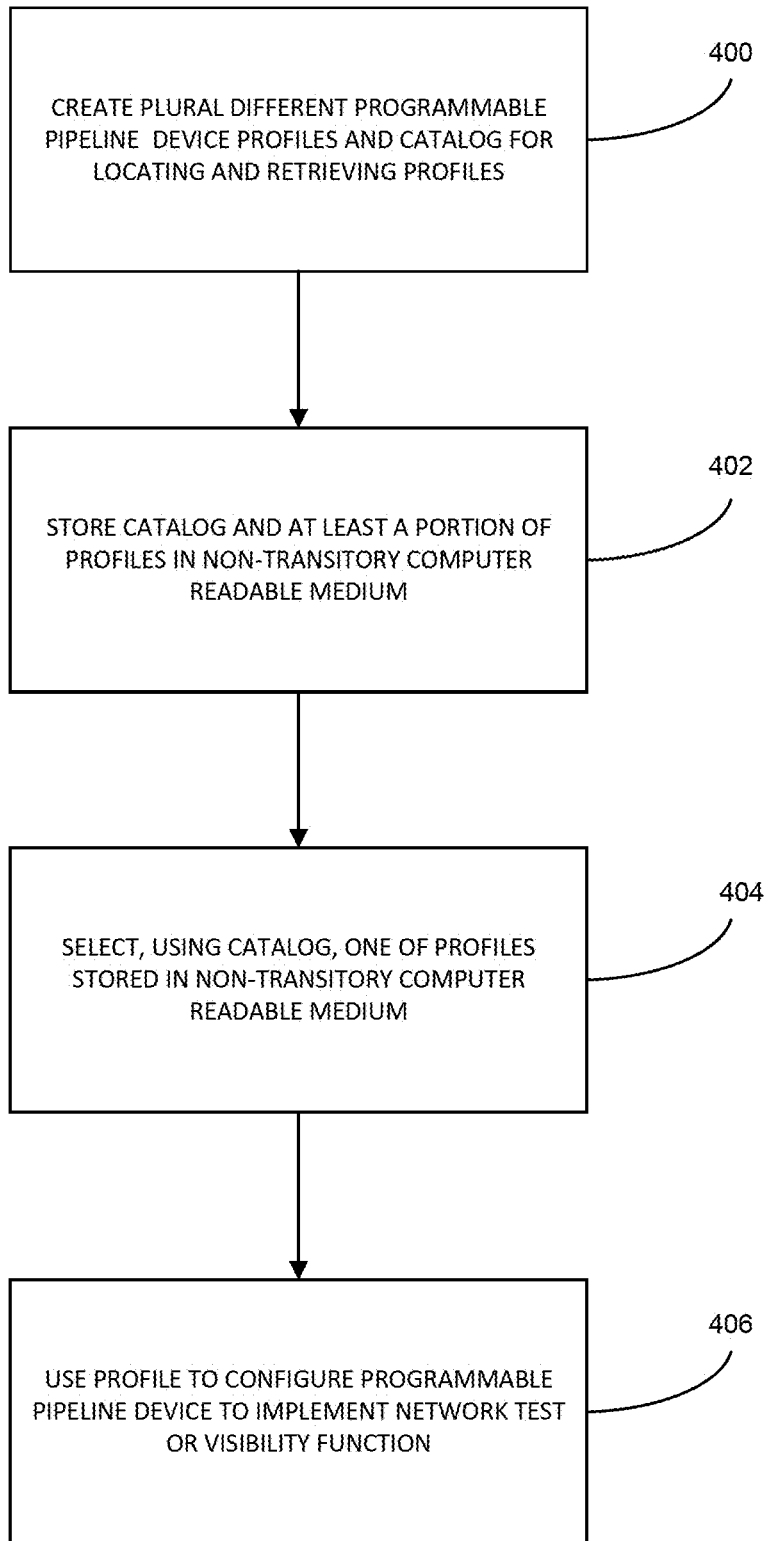 400
CREATE PLURAL DIFFERENT PROGRAMMABLE
PIPELINE DEVICE PROFILES AND CATALOG FOR
LOCATING AND RETRIEVING PROFILES
402
STORE CATALOG AND AT LEAST A PORTION OF
PROFILES IN NON-TRANSITORY COMPUTER
READABLE MEDIUM
404
SELECT, USING CATALOG, ONE OF PROFILES
STORED IN NON-TRANSITORY COMPUTER
READABLE MEDIUM
406
USE PROFILE TO CONFIGURE PROGRAMMABLE
PIPELINE DEVICE TO IMPLEMENT NETWORK TEST
OR VISIBILITY FUNCTION